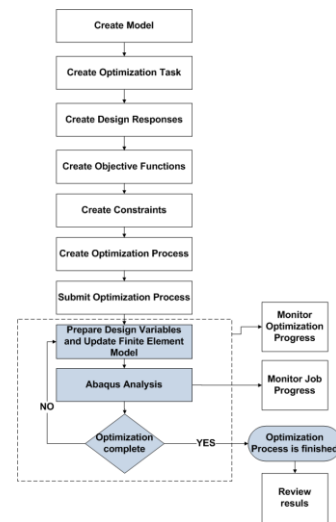 Create Model
Create Optimization Task
Create Design Responses
Create Objective Functions
Create Constraints
Create Optimization Process
Submit Optimization Process
Prepare Design Variables
and Update Finite Element
Model
Monitor
Optimization
Progress
Abaqus Analysis
Monitor Job
Progress
NO
Optimization
complete
YES
Optimization
Process is finished
Review
resuls